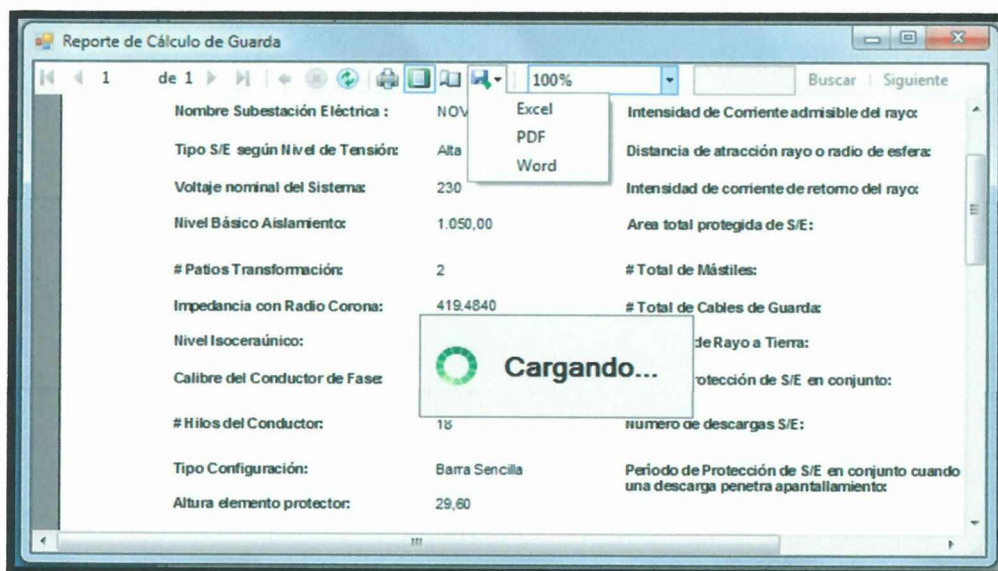 Reporte de Cálculo de Guarda
1 de 1 100% Buscar Siguiente
Excel
PDF
Word
Nombre Subestación Eléctrica : NOV Intensidad de Corriente admisible del rayo:
Tipo S/E según Nivel de Tensión: Alta Distancia de atracción rayo o radio de esfera:
Voltaje nominal del Sistema: 230 Intensidad de corriente de retorno del rayo:
Nivel Básico Aislamiento: 1.050,00 Area total protegida de S/E:
# Patios Transformación: 2 # Total de Mástiles:
Impedancia con Radio Corona: 419,4840 # Total de Cables de Guarda:
Nivel Isoceraúnico: de Rayo a Tierra:
Cargando...
Calibre del Conductor de Fase: otección de S/E en conjunto:
# Hilos del Conductor: 18 Número de descargas S/E:
Tipo Configuración: Barra Sencilla Período de Protección de S/E en conjunto cuando
una descarga penetra apantallamiento:
Altura elemento protector: 29,60